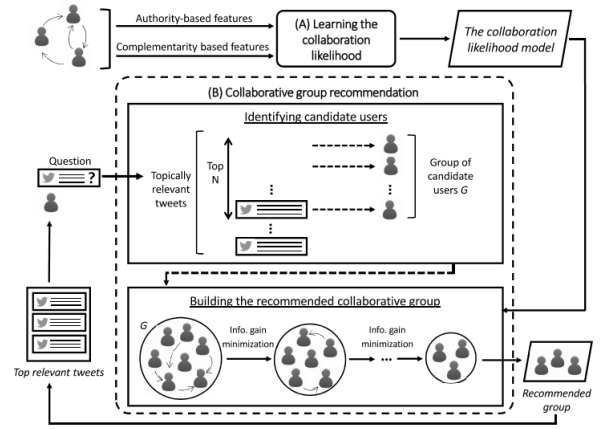 Authority-based features
Complementarity based features
(A) Learning the
collaboration
likelihood
The collaboration
likelihood model
(B) Collaborative group recommendation
Identifying candidate users
Question
?
Topically
relevant
tweets
Top
N
Group of
candidate
users G
Building the recommended collaborative group
G
Info. gain
minimization
Info. gain
minimization
Top relevant tweets
Recommended
group